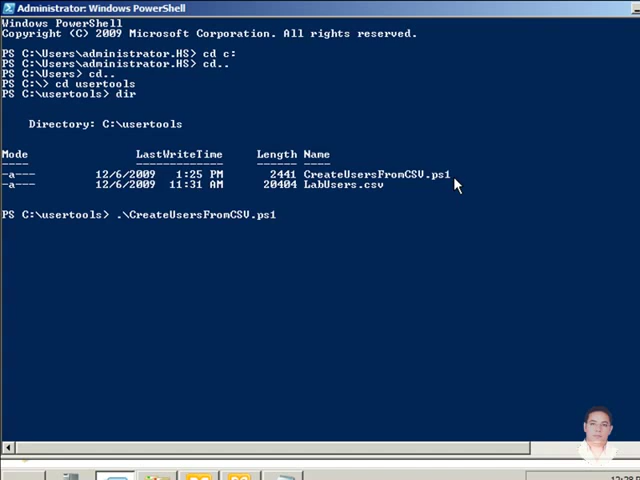 Administrator: Windows PowerShell
Windows PowerShell
Copyright (C) 2009 Microsoft Corporation. All rights reserved.
PS C:\Users\administrator.HS> cd c:
PS C:\Users\administrator.HS> cd..
PS C:\Users> cd..
PS C:\> cd usertools
PS C:\usertools> dir
Directory: C:\usertools
Mode LastWriteTime Length Name
---- ------------- ------ ----
-a--- 12/6/2009 1:25 PM 2441 CreateUsersFromCSV.ps1
-a--- 12/6/2009 11:31 AM 20404 LabUsers.csv
PS C:\usertools> .\CreateUsersFromCSV.ps1